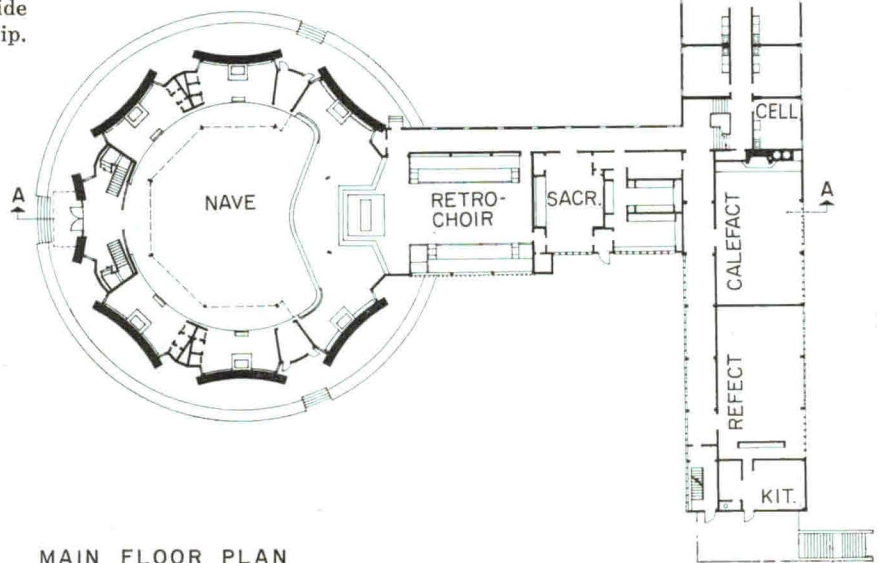 ide
ip.
CELL
A
NAVE
RETRO-
CHOIR
SACR.
CALEFACT
A
REFECT
KIT.
MAIN FLOOR PLAN